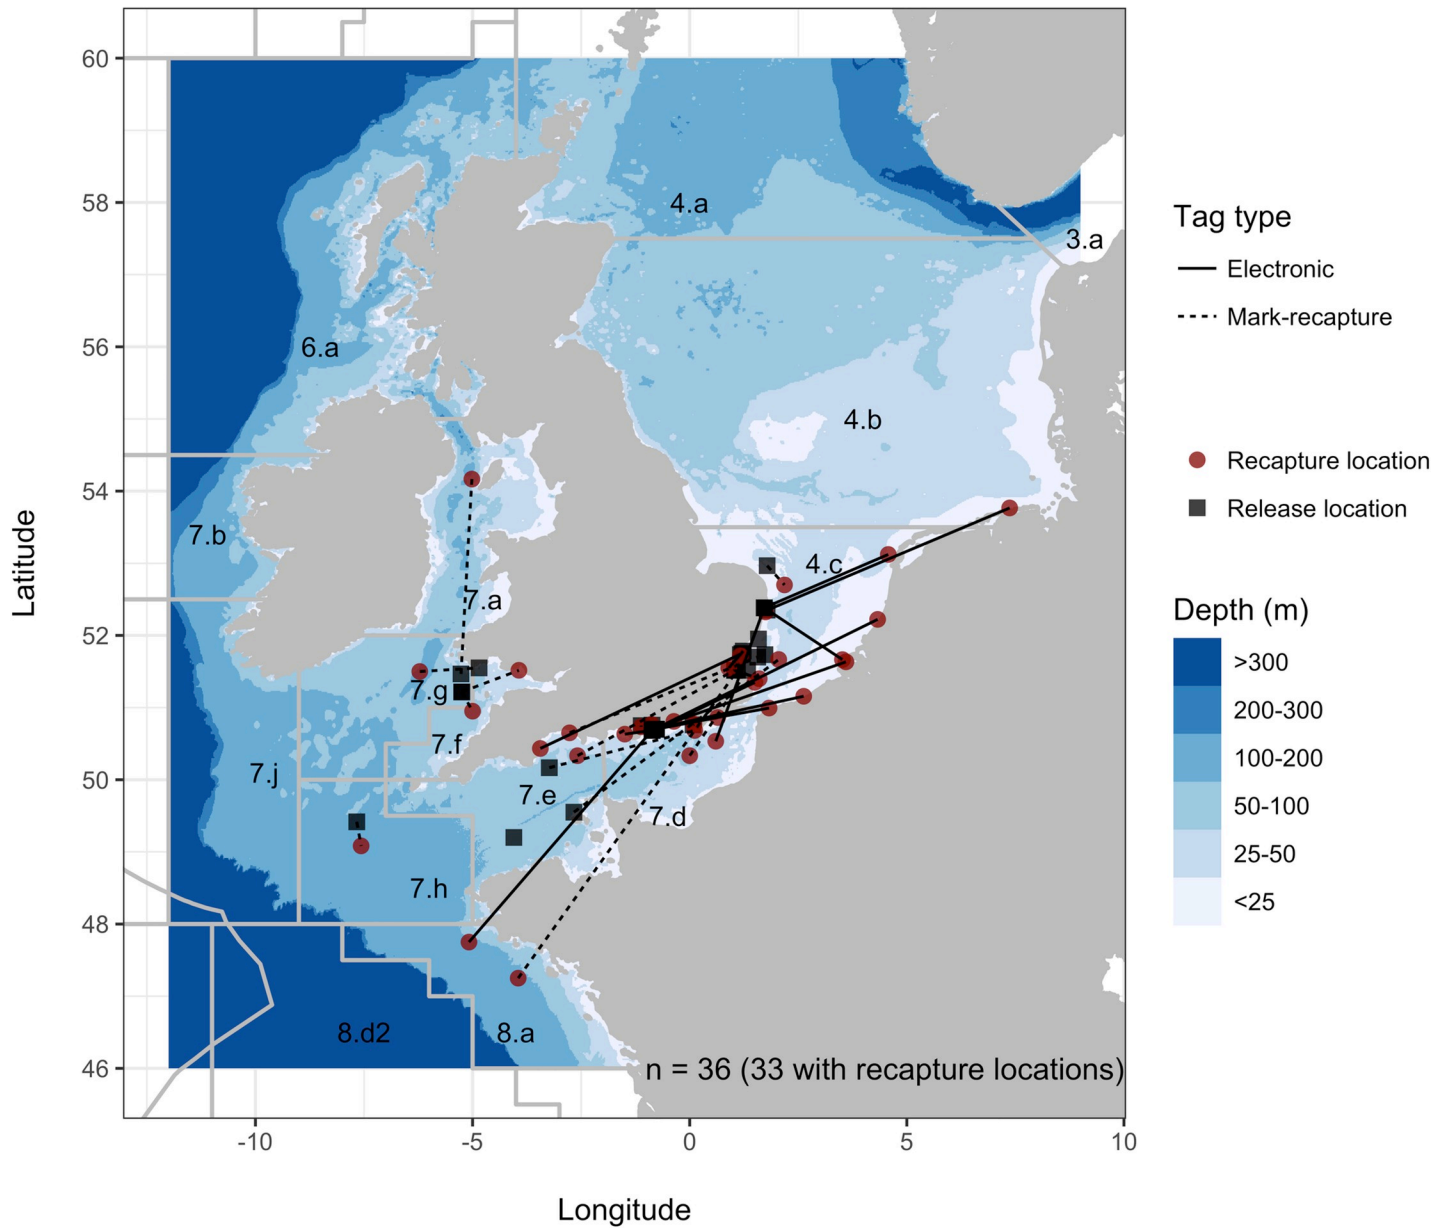 60
58
56
54
52
50
48
46
-10
-5
0
5
10
Latitude
Longitude
4.a
3.a
6.a
4.b
7.b
4.c
7.a
7.g
7.f
7.j
7.e
7.d
7.h
8.d2
8.a
n = 36 (33 with recapture locations)
Tag type
Electronic
Mark-recapture
Recapture location
Release location
Depth (m)
>300
200-300
100-200
50-100
25-50
<25